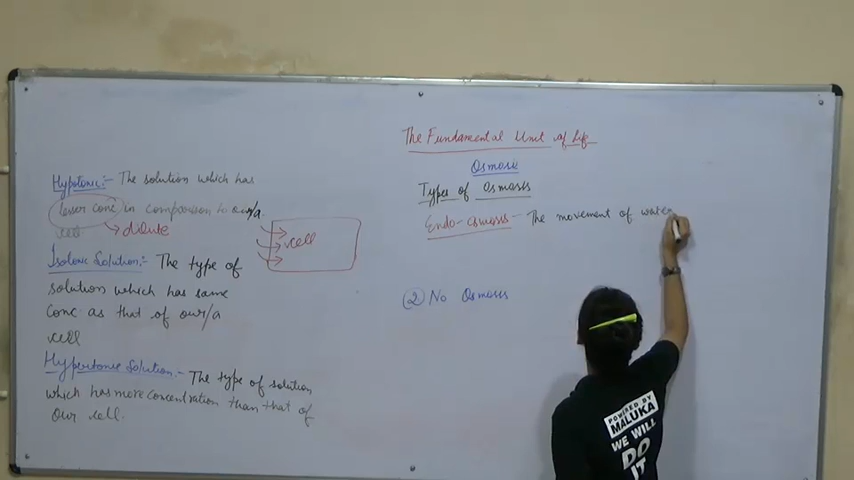 Hypotonic:- The solution which has
lesser conc in comparison to our/a
cell
→ dilute
cell
Isotonic Solution:- The type of
solution which has same
conc as that of our/a
cell
Hypertonic Solution:- The type of solution
which has more concentration than that of
our cell.
The Fundamental Unit of Life
Osmosis
Types of Osmosis
Endo-osmosis - The movement of water
② No Osmosis
POWERED BY
MALUKA
WE WILL
DO
IT